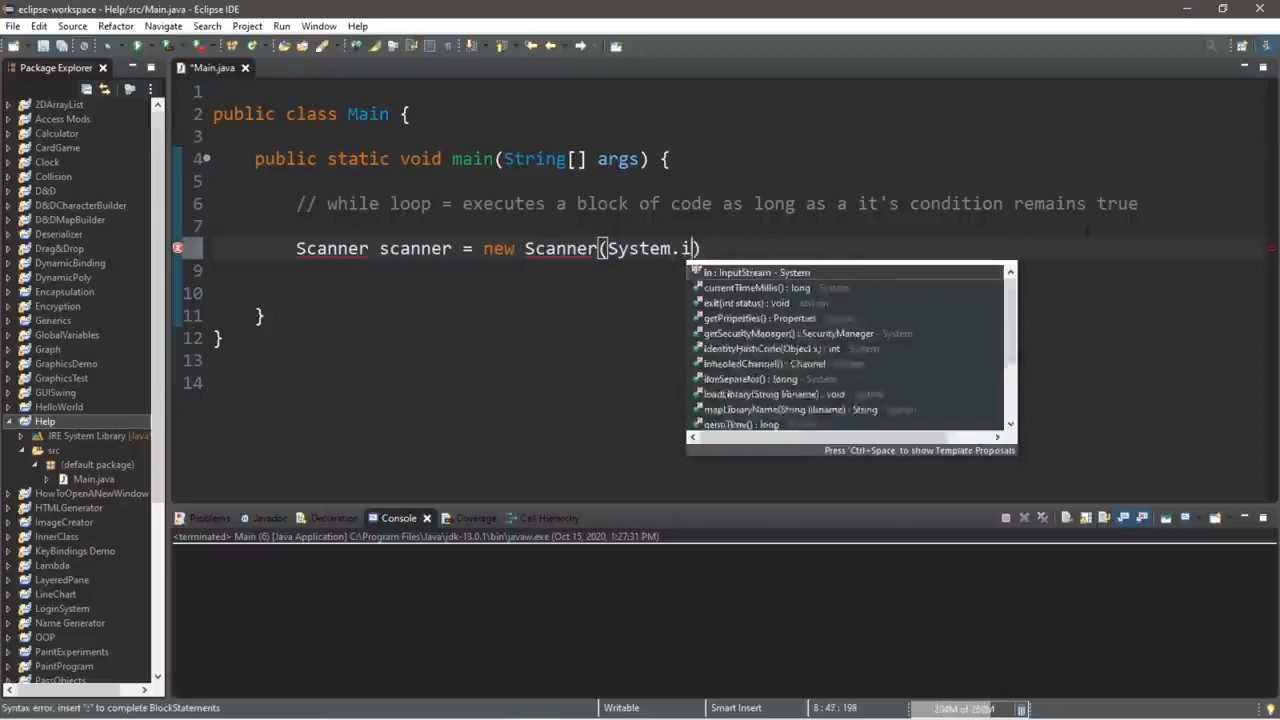 eclipse-workspace - Help/src/Main.java - Eclipse IDE
File Edit Source Refactor Navigate Search Project Run Window Help
Package Explorer
*Main.java
2DArrayList
Access Mods
Calculator
CardGame
Clock
Collision
D&D
D&DCharacterBuilder
D&DMapBuilder
Deserializer
Drag&Drop
DynamicBinding
DynamicPoly
Encapsulation
Encryption
Generics
GlobalVariables
Graph
GraphicsDemo
GraphicsTest
GUISwing
HelloWorld
Help
JRE System Library [Java
src
(default package)
Main.java
HowToOpenANewWindow
HTMLGenerator
ImageCreator
InnerClass
KeyBindings Demo
Lambda
LayeredPane
LineChart
LoginSystem
Name Generator
OOP
PaintExperiments
PaintProgram
PassObjects
1
2 public class Main {
3
4 public static void main(String[] args) {
5
6 // while loop = executes a block of code as long as a it's condition remains true
7
Scanner scanner = new Scanner(System.i)
9
10
11 }
12 }
13
14
in : InputStream - System
currentTimeMillis() : long System
exit(int status) : void
getProperties() : Properties
getSecurityManager() : SecurityManager - System
identityHashCode(Object x) : int System
inheritedChannel() : Channel
lineSeparator() : String - System
loadLibrary(String libname) : void
mapLibraryName(String libname) : String
nanoTime() : long
Press 'Ctrl+Space' to show Template Proposals
Problems Javadoc Declaration Console Coverage Call Hierarchy
<terminated> Main (6) [Java Application] C:\Program Files\Java\jdk-13.0.1\bin\javaw.exe (Oct 15, 2020, 1:27:31 PM)
Syntax error, insert ";" to complete BlockStatements
Writable
Smart Insert
8 : 47 : 198